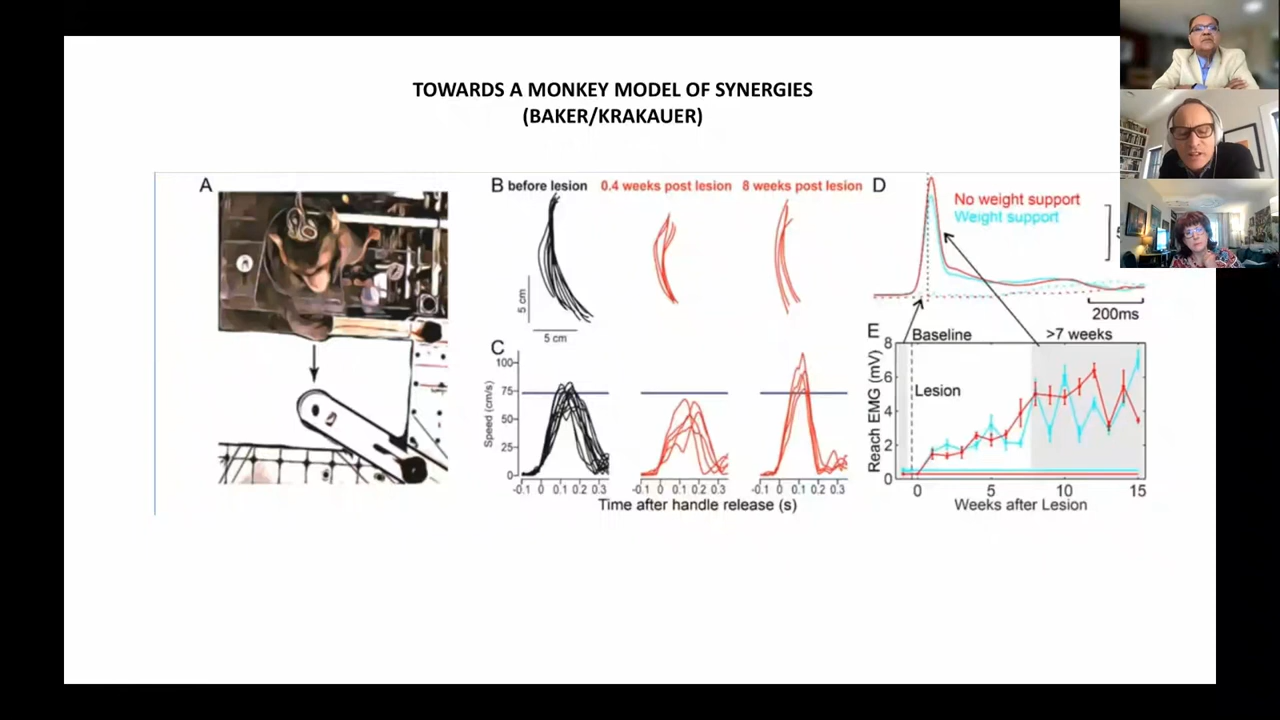 TOWARDS A MONKEY MODEL OF SYNERGIES
(BAKER/KRAKAUER)
A
B before lesion 0.4 weeks post lesion 8 weeks post lesion
5 cm
5 cm
C
100
75
50
25
0
Speed (cm/s)
-0.1 0 0.1 0.2 0.3
-0.1 0 0.1 0.2 0.3
-0.1 0 0.1 0.2 0.3
Time after handle release (s)
D
No weight support
Weight support
200ms
E
Baseline >7 weeks
Lesion
8
6
4
2
0
Reach EMG (mV)
0 5 10 15
Weeks after Lesion